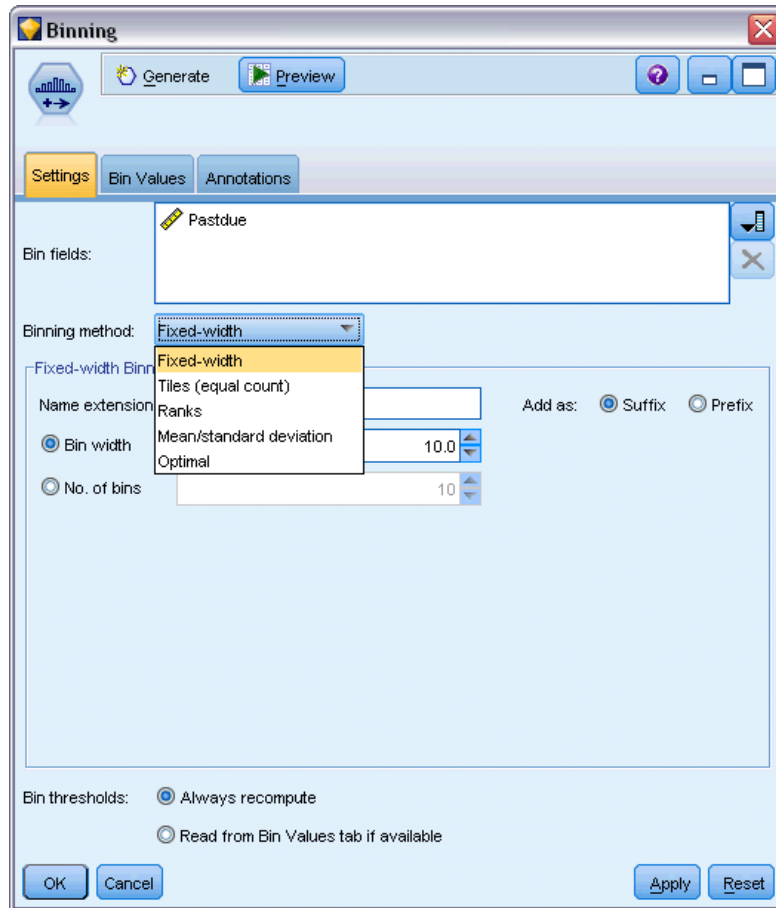 Binning
Generate Preview
Settings Bin Values Annotations
Pastdue
Bin fields:
Binning method: Fixed-width
Fixed-width
Fixed-width Binn
Tiles (equal count)
Name extension Add as: Suffix Prefix
Ranks
Mean/standard deviation
Bin width 10.0
Optimal
No. of bins 10
Bin thresholds: Always recompute
Read from Bin Values tab if available
OK Cancel Apply Reset